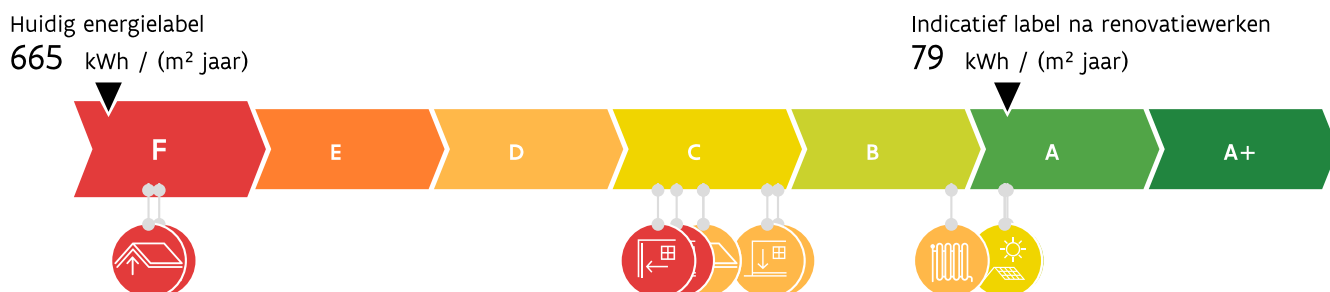 Huidig energielabel
665 kWh / (m² jaar)
Indicatief label na renovatiewerken
79 kWh / (m² jaar)
F E D C B A A+